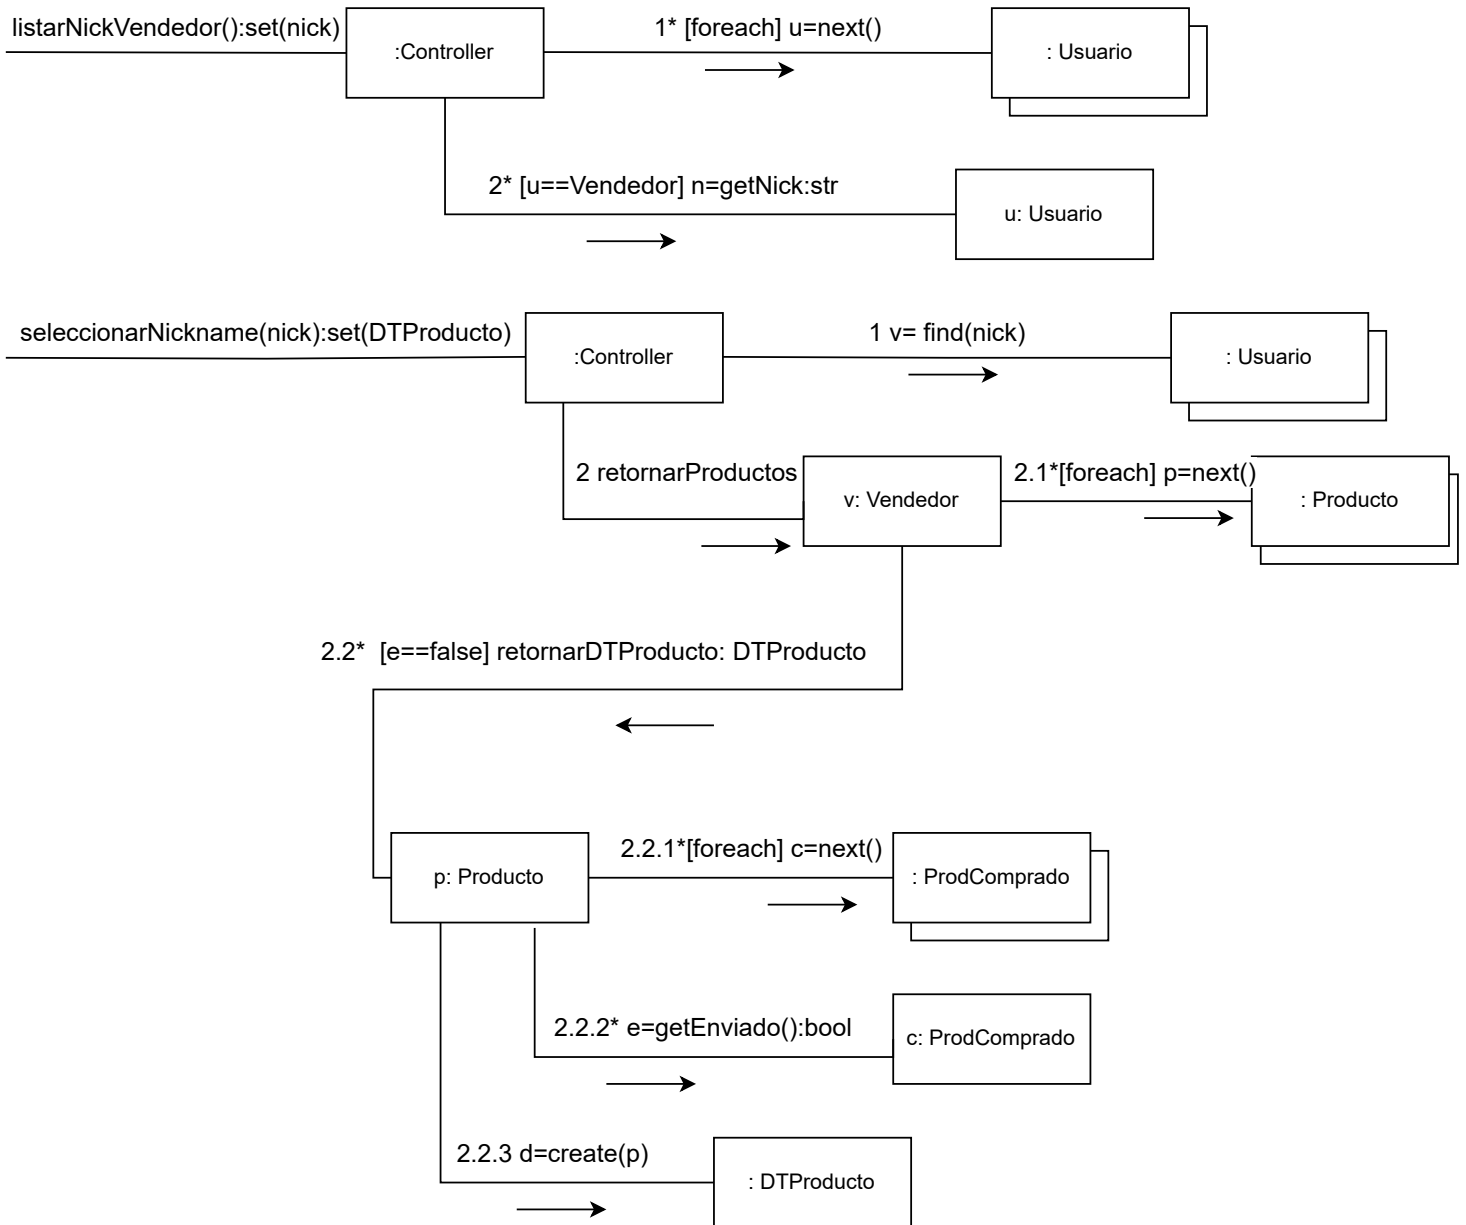 listarNickVendedor():set(nick)
:Controller
1* [foreach] u=next()
: Usuario
2* [u==Vendedor] n=getNick:str
u: Usuario
seleccionarNickname(nick):set(DTProducto)
:Controller
1 v= find(nick)
: Usuario
2 retornarProductos
v: Vendedor
2.1*[foreach] p=next()
: Producto
2.2*  [e==false] retornarDTProducto: DTProducto
p: Producto
2.2.1*[foreach] c=next()
: ProdComprado
2.2.2* e=getEnviado():bool
c: ProdComprado
2.2.3 d=create(p)
: DTProducto